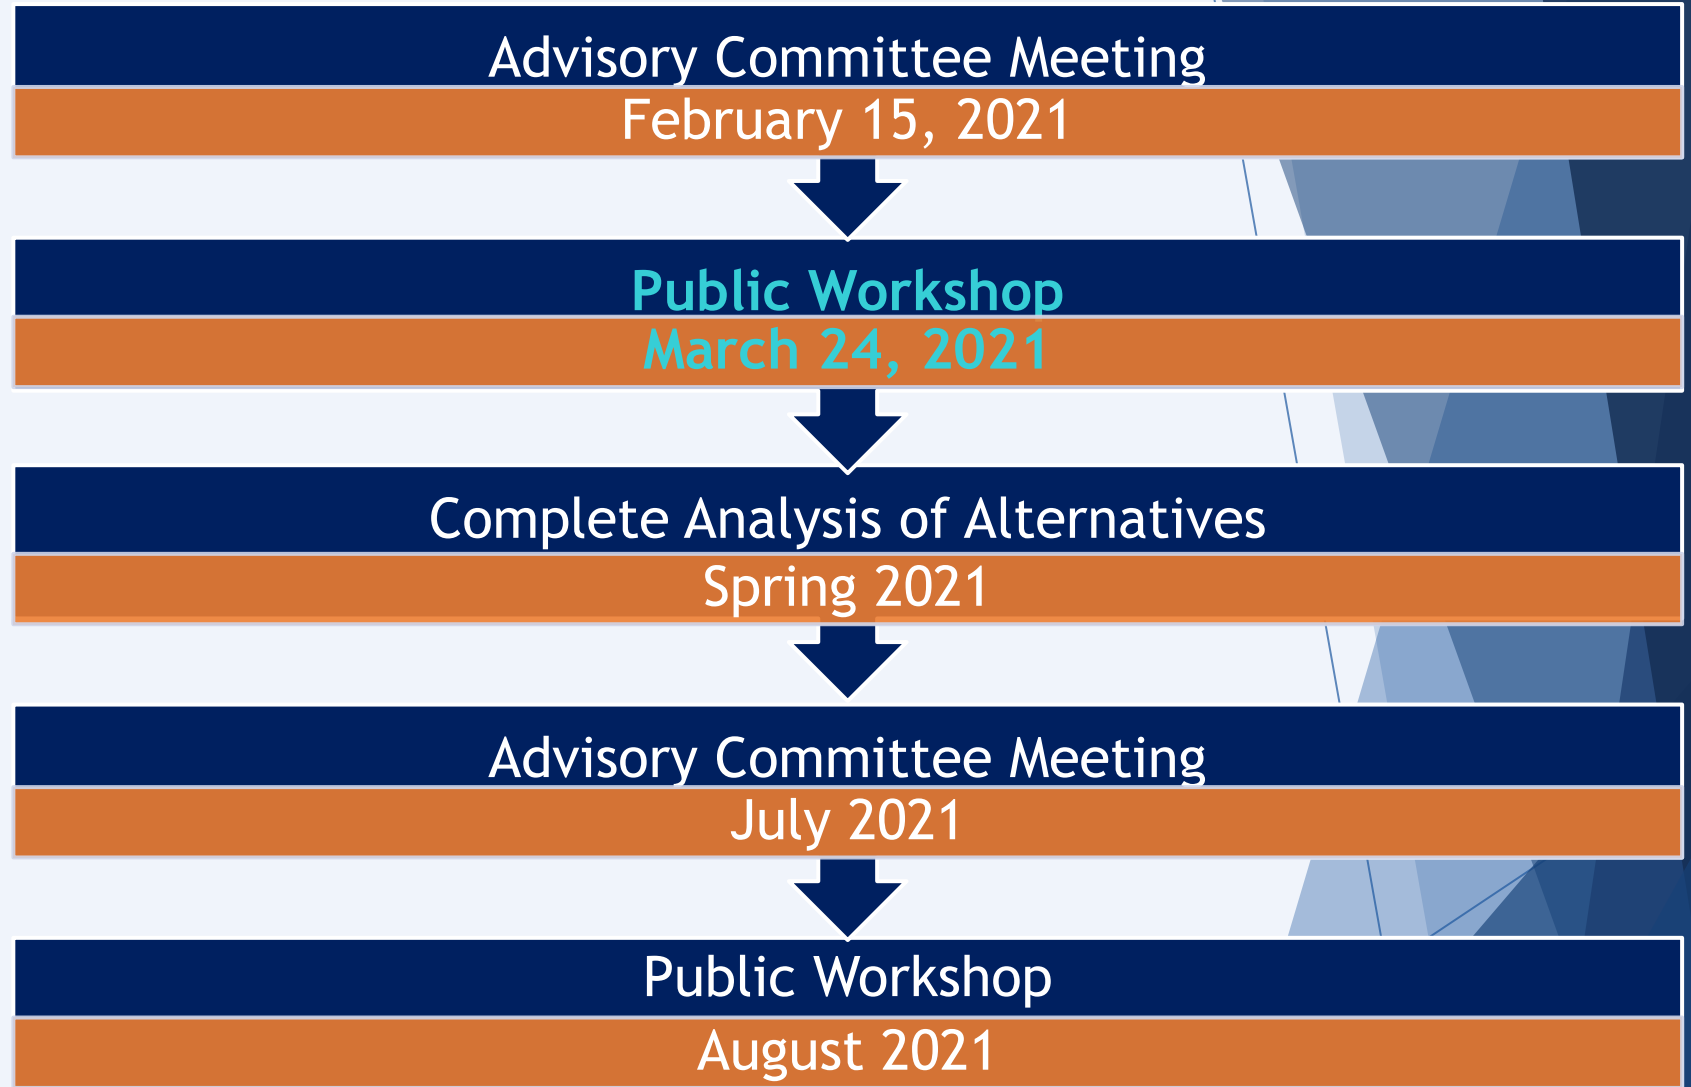 Advisory Committee Meeting
February 15, 2021
Public Workshop
March 24, 2021
Complete Analysis of Alternatives
Spring 2021
Advisory Committee Meeting
July 2021
Public Workshop
August 2021